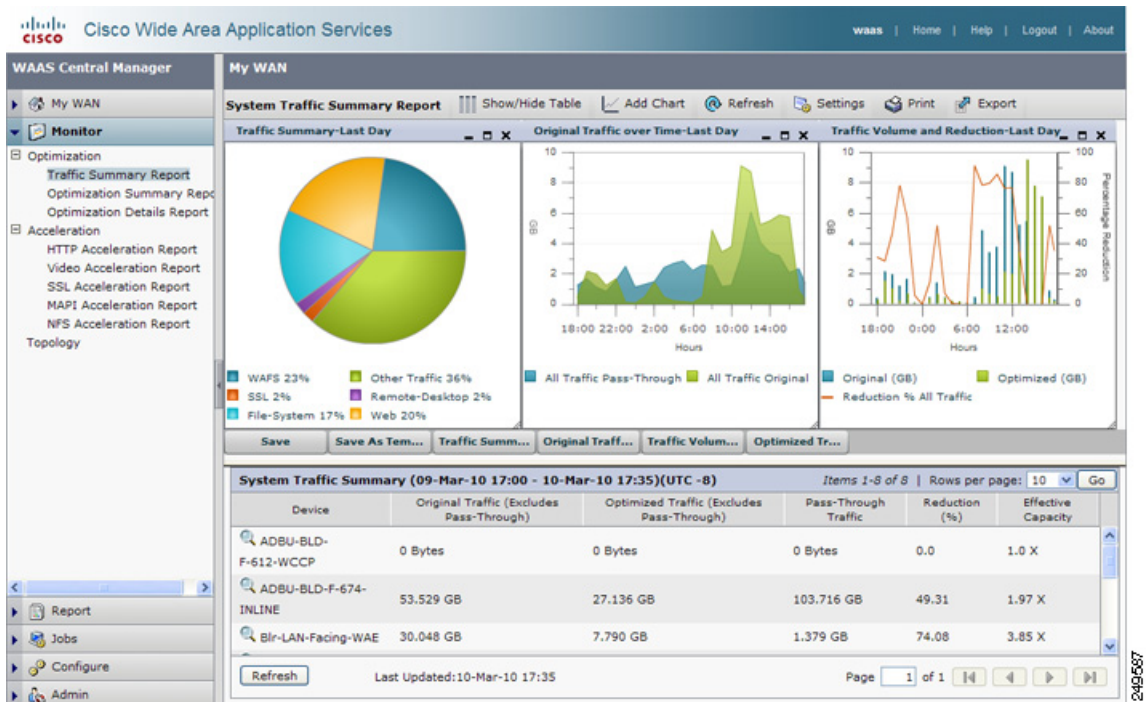 CISCO
Cisco Wide Area Application Services
waas | Home | Help | Logout | About
WAAS Central Manager
My WAN
Monitor
Optimization
Traffic Summary Report
Optimization Summary Repo
Optimization Details Report
Acceleration
HTTP Acceleration Report
Video Acceleration Report
SSL Acceleration Report
MAPI Acceleration Report
NFS Acceleration Report
Topology
Report
Jobs
Configure
Admin
My WAN
System Traffic Summary Report
Show/Hide Table
Add Chart
Refresh
Settings
Print
Export
Traffic Summary-Last Day
WAFS 23%
Other Traffic 36%
SSL 2%
Remote-Desktop 2%
File-System 17%
Web 20%
Original Traffic over Time-Last Day
10
8
6
4
2
0
GB
18:00 22:00 2:00 6:00 10:00 14:00
Hours
All Traffic Pass-Through
All Traffic Original
Traffic Volume and Reduction-Last Day
10
8
6
4
2
0
GB
100
80
60
40
20
0
Percentage Reduction
18:00 0:00 6:00 12:00
Hours
Original (GB)
Optimized (GB)
Reduction % All Traffic
Save
Save As Tem...
Traffic Summ...
Original Traff...
Traffic Volum...
Optimized Tr...
System Traffic Summary (09-Mar-10 17:00 - 10-Mar-10 17:35)(UTC -8)
Items 1-8 of 8 | Rows per page: 10 Go
Device
Original Traffic (Excludes Pass-Through)
Optimized Traffic (Excludes Pass-Through)
Pass-Through Traffic
Reduction (%)
Effective Capacity
ADBU-BLD-F-612-WCCP 0 Bytes 0 Bytes 0 Bytes 0.0 1.0 X
ADBU-BLD-F-674-INLINE 53.529 GB 27.136 GB 103.716 GB 49.31 1.97 X
Blr-LAN-Facing-WAE 30.048 GB 7.790 GB 1.379 GB 74.08 3.85 X
Refresh
Last Updated:10-Mar-10 17:35
Page 1 of 1
249587